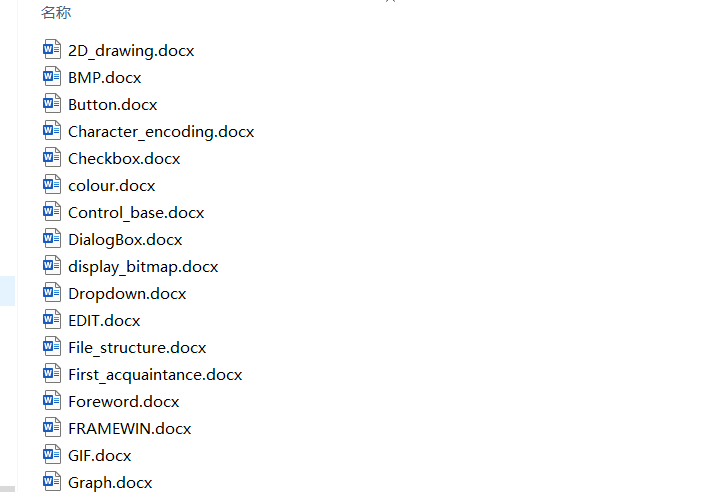 名称
2D_drawing.docx
BMP.docx
Button.docx
Character_encoding.docx
Checkbox.docx
colour.docx
Control_base.docx
DialogBox.docx
display_bitmap.docx
Dropdown.docx
EDIT.docx
File_structure.docx
First_acquaintance.docx
Foreword.docx
FRAMEWIN.docx
GIF.docx
Graph.docx